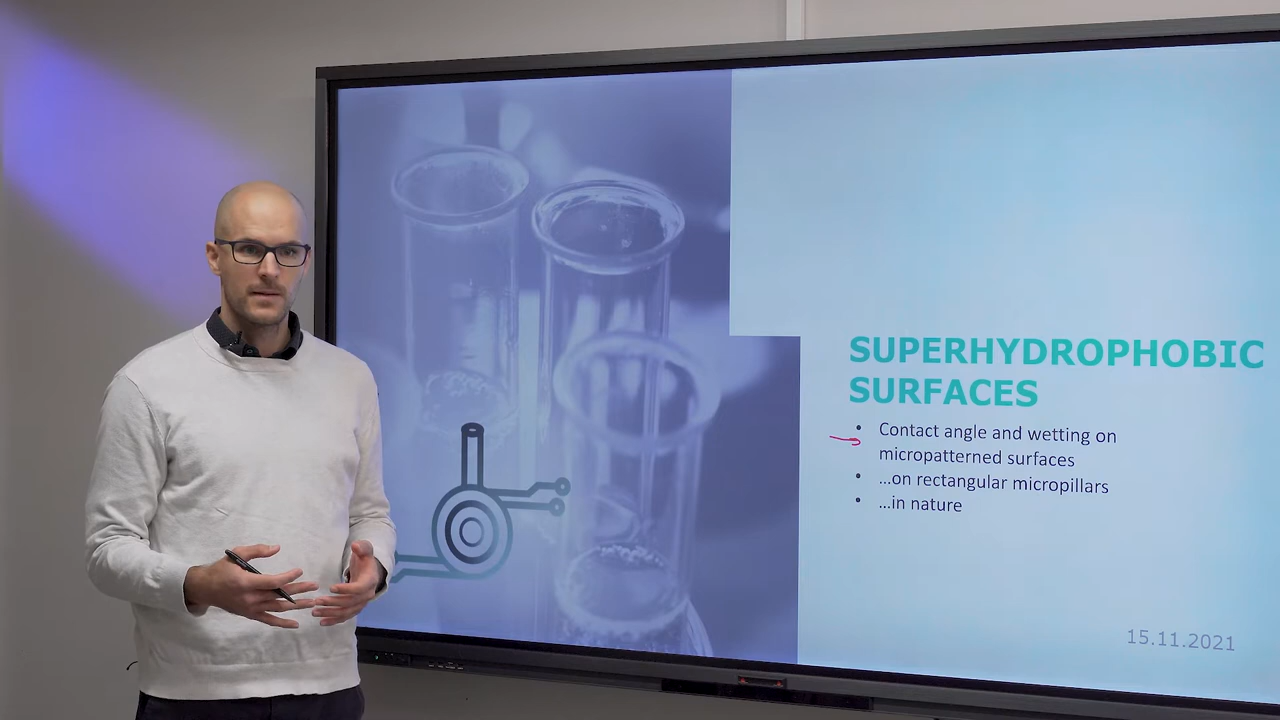 SUPERHYDROPHOBIC
SURFACES
• Contact angle and wetting on
micropatterned surfaces
• ...on rectangular micropillars
• ...in nature
15.11.2021